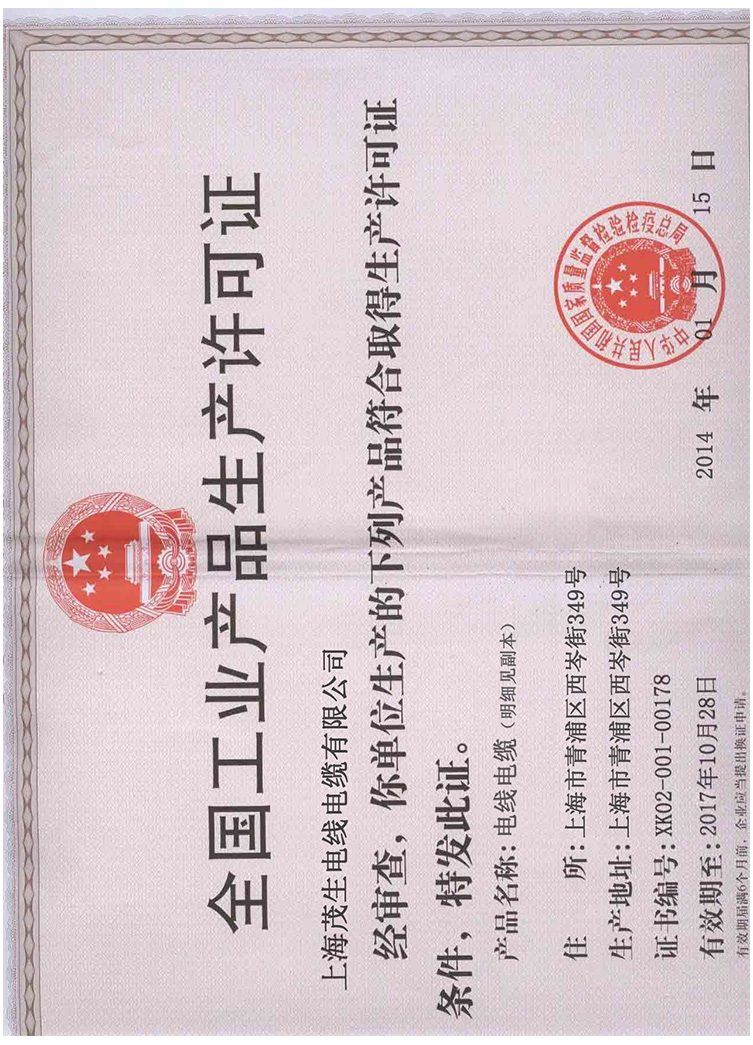 全国工业产品生产许可证
上海茂生电线电缆有限公司
经审查，你单位生产的下列产品符合取得生产许可证
条件，特发此证。
产品名称：电线电缆（明细见副本）
住 所：上海市青浦区西岑街349号
生产地址：上海市青浦区西岑街349号
证书编号：XK02-001-00178
有效期至：2017年10月28日
中华人民共和国国家质量监督检验检疫总局
2014 年 01 月 15 日
有效期届满6个月前，企业应当提出换证申请。